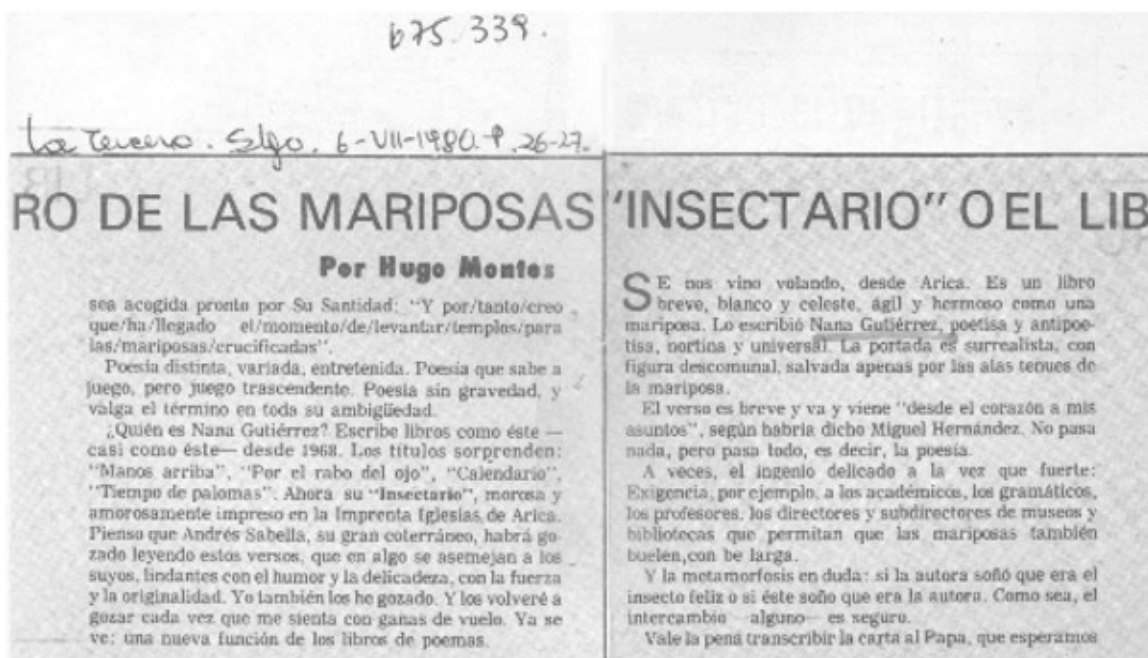 675.339.
La Tercera. Stgo. 6-VII-1980. P. 26-27.
RO DE LAS MARIPOSAS
Por Hugo Montes
sea acogida pronto por Su Santidad: "Y por/tanto/creo
que/ha/llegado el/momento/de/levantar/templos/para
las/mariposas/crucificadas".
Poesía distinta, variada, entretenida. Poesía que sabe a
juego, pero juego trascendente. Poesía sin gravedad, y
valga el término en toda su ambigüedad.
¿Quién es Nana Gutiérrez? Escribe libros como éste —
casi como éste— desde 1968. Los títulos sorprenden:
"Manos arriba", "Por el rabo del ojo", "Calendario",
"Tiempo de palomas". Ahora su "Insectario", morosa y
amorosamente impreso en la Imprenta Iglesias de Arica.
Pienso que Andrés Sabella, su gran coterráneo, habrá go-
zado leyendo estos versos, que en algo se asemejan a los
suyos, lindantes con el humor y la delicadeza, con la fuerza
y la originalidad. Yo también los he gozado. Y los volveré a
gozar cada vez que me sienta con ganas de vuelo. Ya se
ve: una nueva función de los libros de poemas.
"INSECTARIO" O EL LIB
SE nos vino volando, desde Arica. Es un libro
breve, blanco y celeste, ágil y hermoso como una
mariposa. Lo escribió Nana Gutiérrez, poetisa y antipoe-
tisa, nortina y universal. La portada es surrealista, con
figura descomunal, salvada apenas por las alas tenues de
la mariposa.
El verso es breve y va y viene "desde el corazón a mis
asuntos", según habría dicho Miguel Hernández. No pasa
nada, pero pasa todo, es decir, la poesía.
A veces, el ingenio delicado a la vez que fuerte:
Exigencia, por ejemplo, a los académicos, los gramáticos,
los profesores, los directores y subdirectores de museos y
bibliotecas que permitan que las mariposas también
buelen,con be larga.
Y la metamorfosis en duda: si la autora soñó que era el
insecto feliz o si éste soño que era la autora. Como sea, el
intercambio —alguno— es seguro.
Vale la pena transcribir la carta al Papa, que esperamos